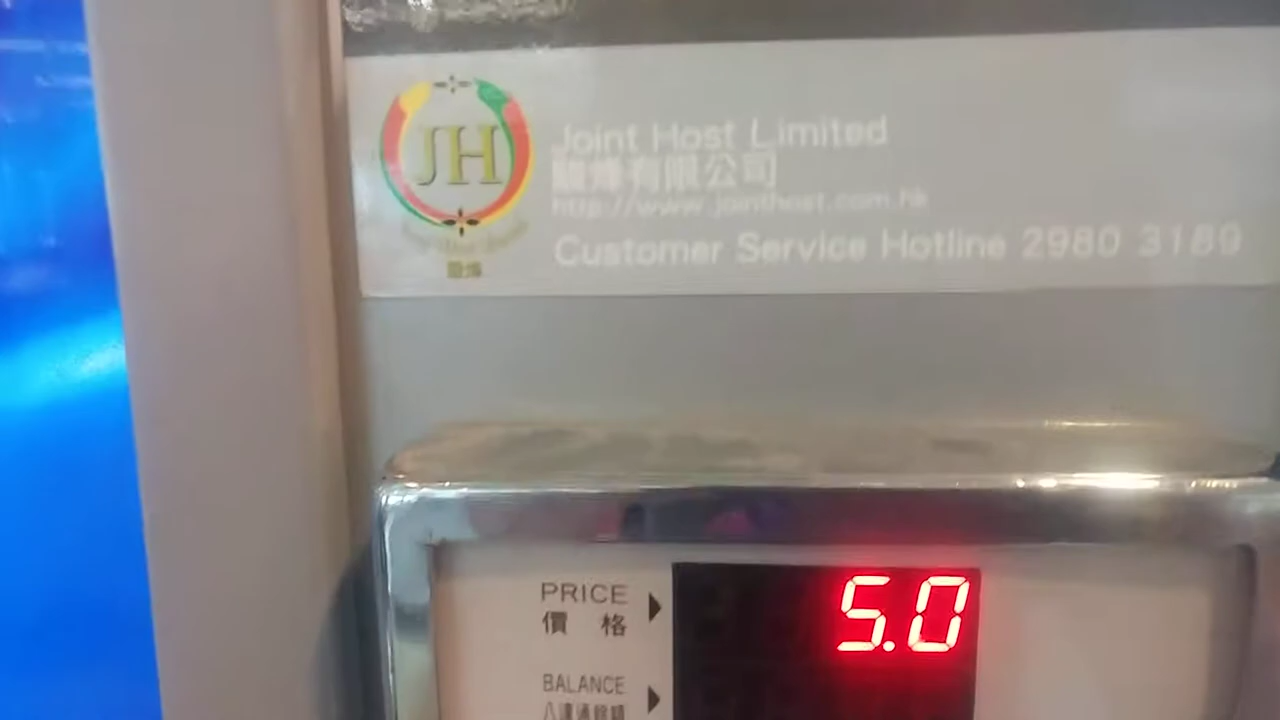 JH
Joint Host Limited
駿烽有限公司
http://www.jointhost.com.hk
Customer Service Hotline 2980 3189
PRICE
價 格
5.0
BALANCE
八達通餘額